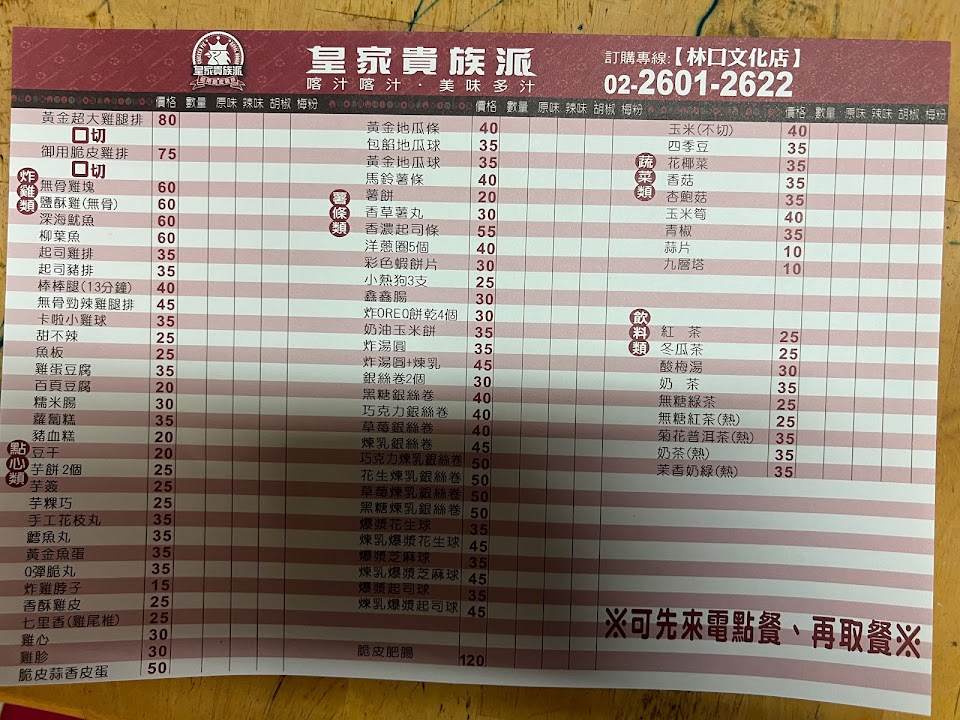 皇家貴族派
皇家貴族派
喀汁喀汁・美味多汁
訂購專線:【林口文化店】
02-2601-2622
價格 數量 原味 辣味 胡椒 梅粉
炸雞類
黃金超大雞腿排 80
口切
御用脆皮雞排 75
口切
無骨雞塊 60
鹽酥雞(無骨) 60
深海魷魚 60
柳葉魚 60
起司雞排 35
起司豬排 35
棒棒腿(13分鐘) 40
無骨勁辣雞腿排 45
卡啦小雞球 35
點心類
甜不辣 25
魚板 25
雞蛋豆腐 35
百頁豆腐 20
糯米腸 30
蘿蔔糕 35
豬血糕 20
豆干 20
芋餅2個 25
芋簽 25
芋粿巧 25
手工花枝丸 35
鱈魚丸 35
黃金魚蛋 35
Q彈脆丸 35
炸雞脖子 15
香酥雞皮 25
七里香(雞尾椎) 25
雞心 30
雞胗 30
脆皮蒜香皮蛋 50
價格 數量 原味 辣味 胡椒 梅粉
薯條類
黃金地瓜條 40
包餡地瓜球 35
黃金地瓜球 35
馬鈴薯條 40
薯餅 20
香草薯丸 30
香濃起司條 55
洋蔥圈5個 40
彩色蝦餅片 30
小熱狗3支 25
鑫鑫腸 30
炸OREO餅乾4個 30
奶油玉米餅 35
炸湯圓 35
炸湯圓+煉乳 45
銀絲卷2個 30
黑糖銀絲卷 40
巧克力銀絲卷 40
草莓銀絲卷 40
煉乳銀絲卷 45
巧克力煉乳銀絲卷 50
花生煉乳銀絲卷 50
草莓煉乳銀絲卷 50
黑糖煉乳銀絲卷 50
爆漿花生球 35
煉乳爆漿花生球 45
爆漿芝麻球 35
煉乳爆漿芝麻球 45
爆漿起司球 35
煉乳爆漿起司球 45
脆皮肥腸 120
價格 數量 原味 辣味 胡椒 梅粉
蔬菜類
玉米(不切) 40
四季豆 35
花椰菜 35
香菇 35
杏鮑菇 35
玉米筍 40
青椒 35
蒜片 10
九層塔 10
飲料類
紅 茶 25
冬瓜茶 25
酸梅湯 30
奶 茶 35
無糖綠茶 25
無糖紅茶(熱) 25
菊花普洱茶(熱) 35
奶茶(熱) 35
茉香奶綠(熱) 35
※可先來電點餐、再取餐※